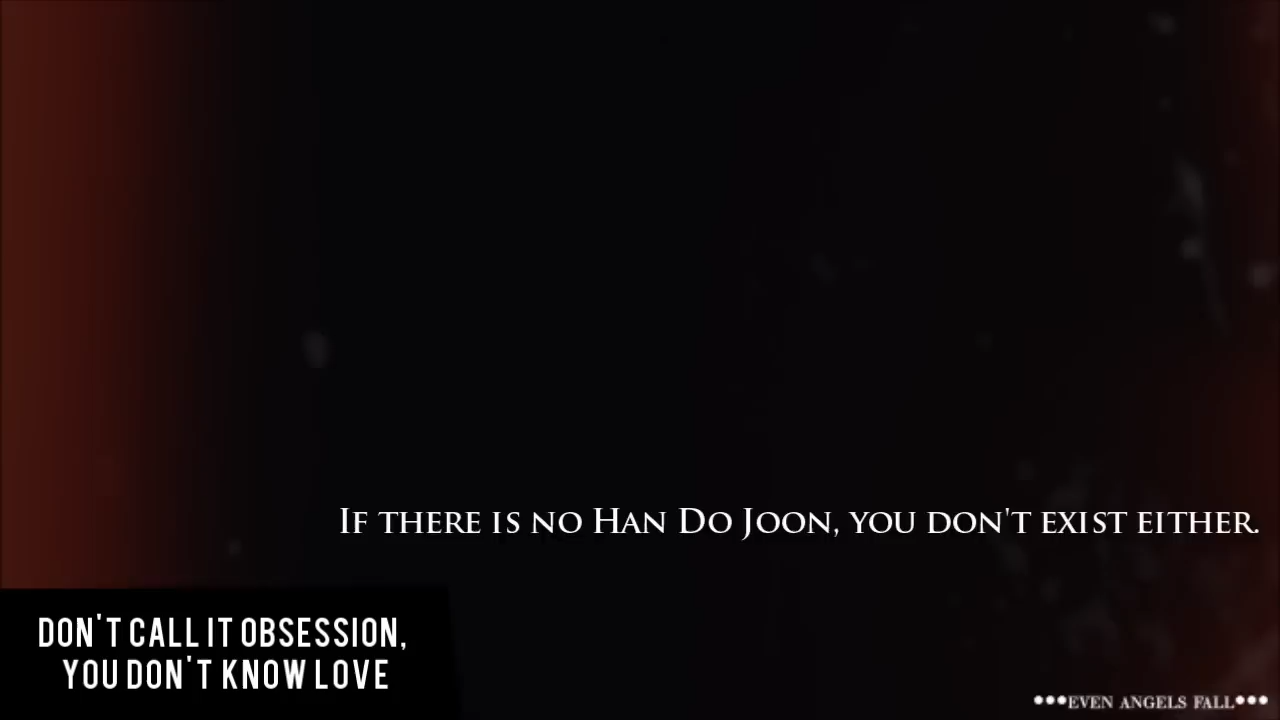 If there is no Han Do Joon, you don't exist either.
DON'T CALL IT OBSESSION,
YOU DON'T KNOW LOVE
•••EVEN ANGELS FALL•••